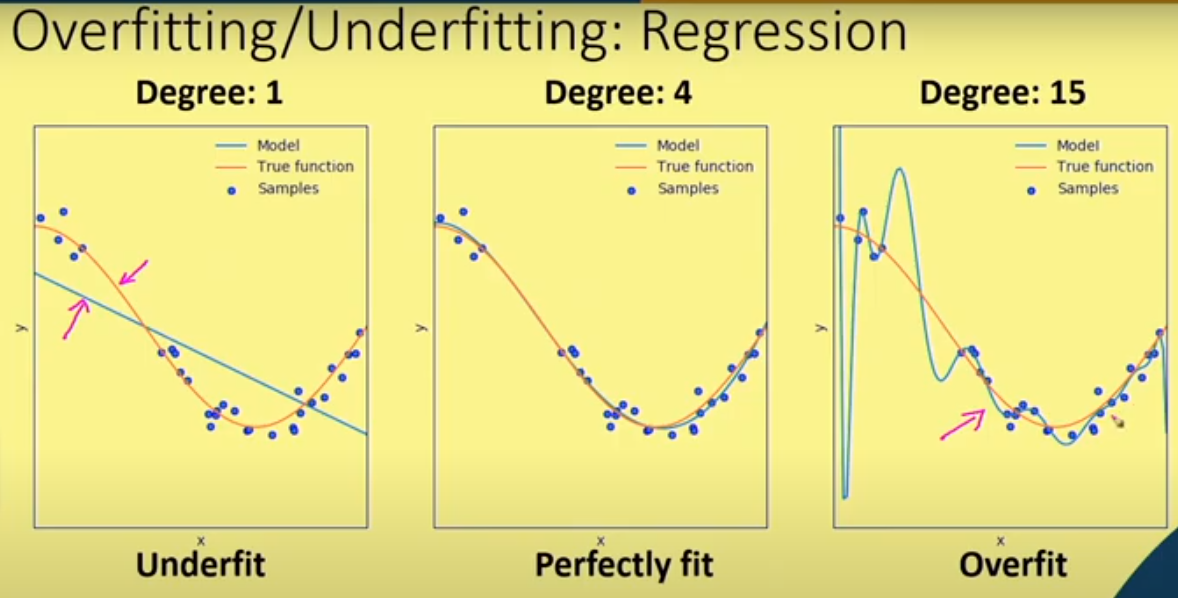 Overfitting/Underfitting: Regression
Degree: 1
Model
True function
Samples
y
x
Underfit
Degree: 4
Model
True function
Samples
y
x
Perfectly fit
Degree: 15
Model
True function
Samples
y
x
Overfit